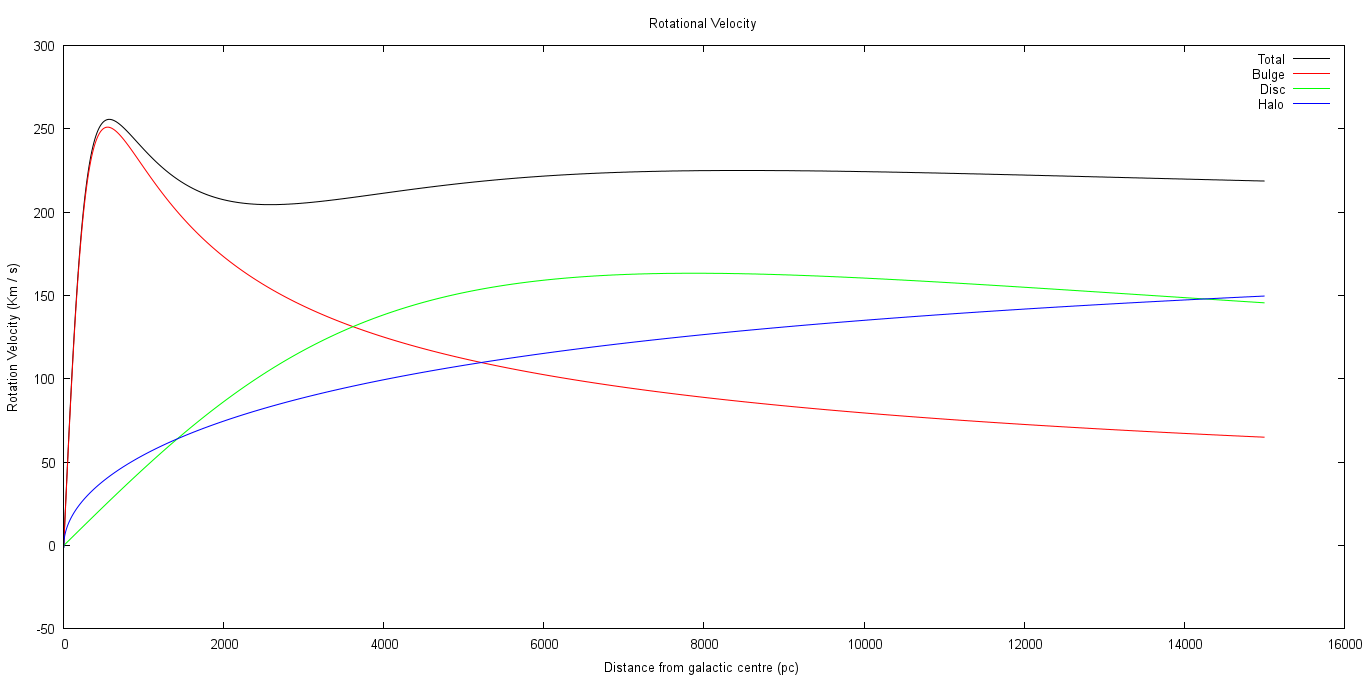 Rotational Velocity
300
250
200
150
100
50
0
-50
Rotation Velocity (Km / s)
Total
Bulge
Disc
Halo
0 2000 4000 6000 8000 10000 12000 14000 16000
Distance from galactic centre (pc)